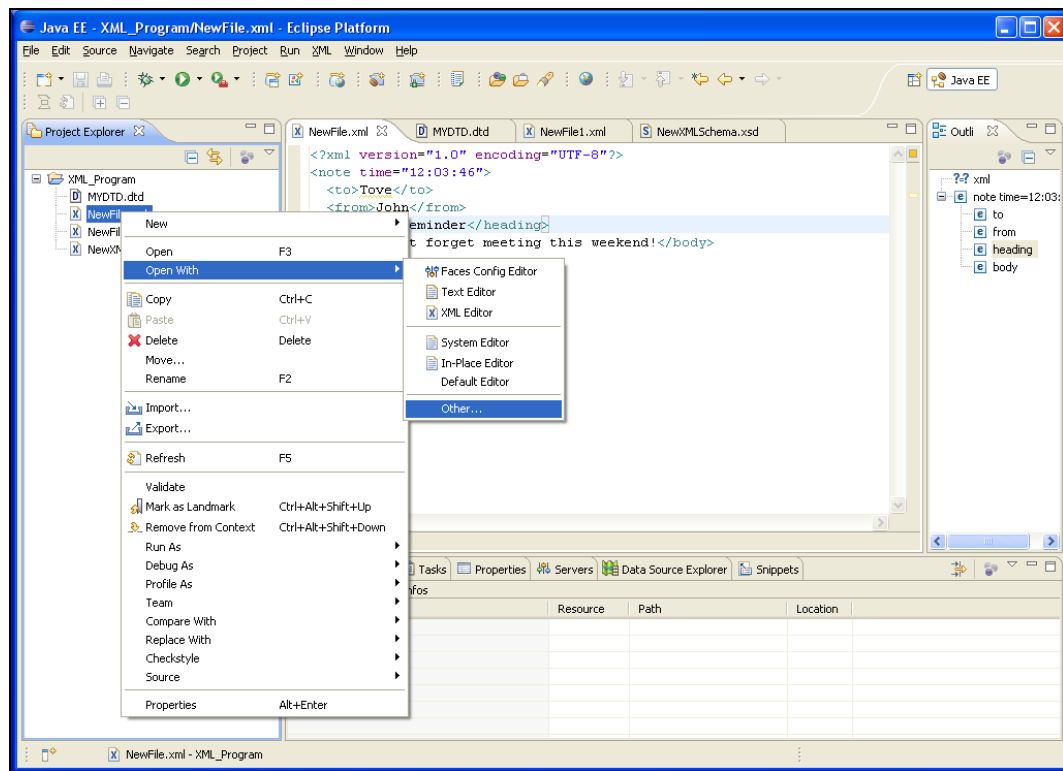 Java EE - XML_Program/NewFile.xml - Eclipse Platform
File Edit Source Navigate Search Project Run XML Window Help
Java EE
Project Explorer
XML_Program
MYDTD.dtd
NewFil
NewFil
NewXM
NewFile.xml MYDTD.dtd NewFile1.xml NewXMLSchema.xsd
<?xml version="1.0" encoding="UTF-8"?>
<note time="12:03:46">
<to>Tove</to>
<from>John</from>
eminder</heading>
t forget meeting this weekend!</body>
Outli
?=? xml
e note time=12:03:
e to
e from
e heading
e body
New
Open F3
Open With
Copy Ctrl+C
Paste Ctrl+V
Delete Delete
Move...
Rename F2
Import...
Export...
Refresh F5
Validate
Mark as Landmark Ctrl+Alt+Shift+Up
Remove from Context Ctrl+Alt+Shift+Down
Run As
Debug As
Profile As
Team
Compare With
Replace With
Checkstyle
Source
Properties Alt+Enter
Faces Config Editor
Text Editor
XML Editor
System Editor
In-Place Editor
Default Editor
Other...
Tasks Properties Servers Data Source Explorer Snippets
nfos
Resource Path Location
NewFile.xml - XML_Program